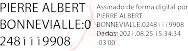 PIERRE ALBERT
BONNEVIALLE:0
2481119908
Assinado de forma digital por
PIERRE ALBERT
BONNEVIALLE:02481119908
Dados: 2021.08.25 15:34:34
-03'00'